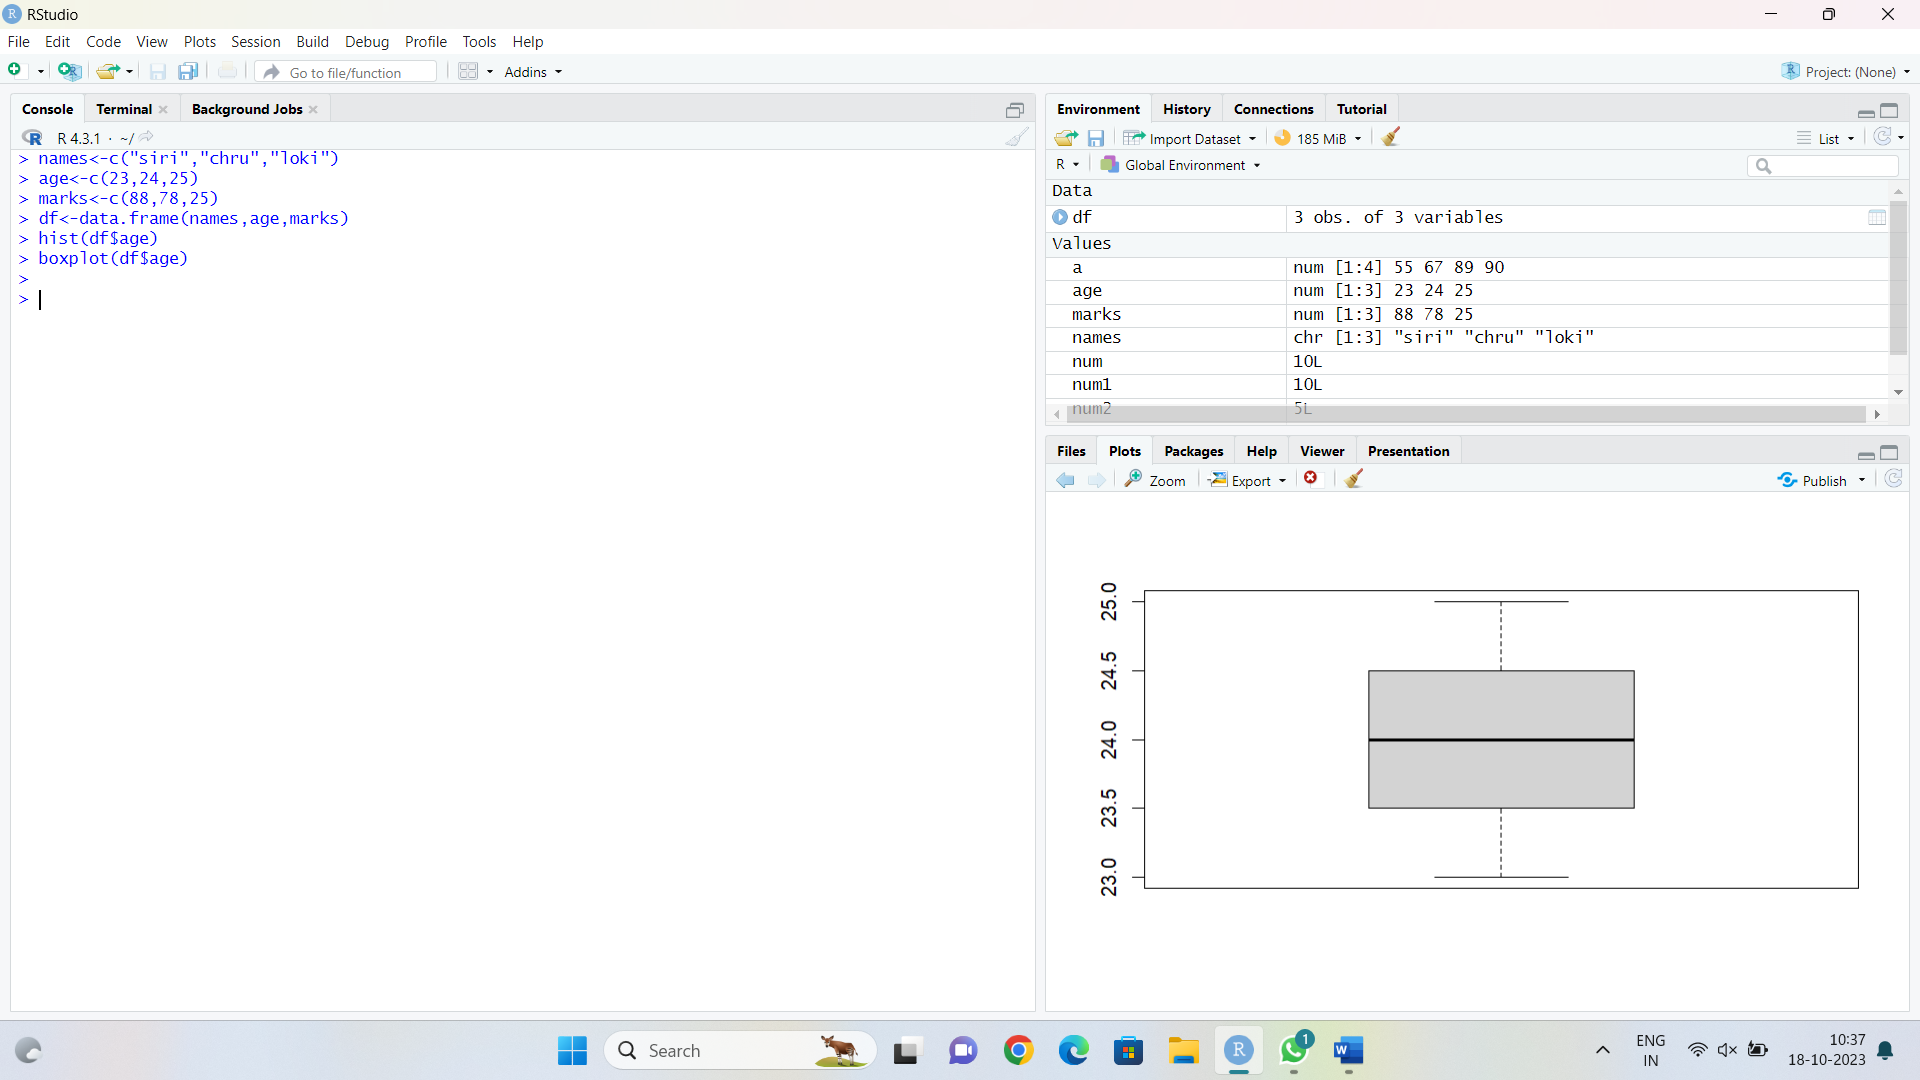 RStudio
File Edit Code View Plots Session Build Debug Profile Tools Help
Go to file/function Addins Project: (None)
Console Terminal Background Jobs
R 4.3.1 · ~/
> names<-c("siri","chru","loki")
> age<-c(23,24,25)
> marks<-c(88,78,25)
> df<-data.frame(names,age,marks)
> hist(df$age)
> boxplot(df$age)
>
>
Environment History Connections Tutorial
Import Dataset 185 MiB List
R Global Environment
Data
df 3 obs. of 3 variables
Values
a num [1:4] 55 67 89 90
age num [1:3] 23 24 25
marks num [1:3] 88 78 25
names chr [1:3] "siri" "chru" "loki"
num 10L
num1 10L
num2 5L
Files Plots Packages Help Viewer Presentation
Zoom Export Publish
25.0
24.5
24.0
23.5
23.0
Search
1
ENG
IN
10:37
18-10-2023